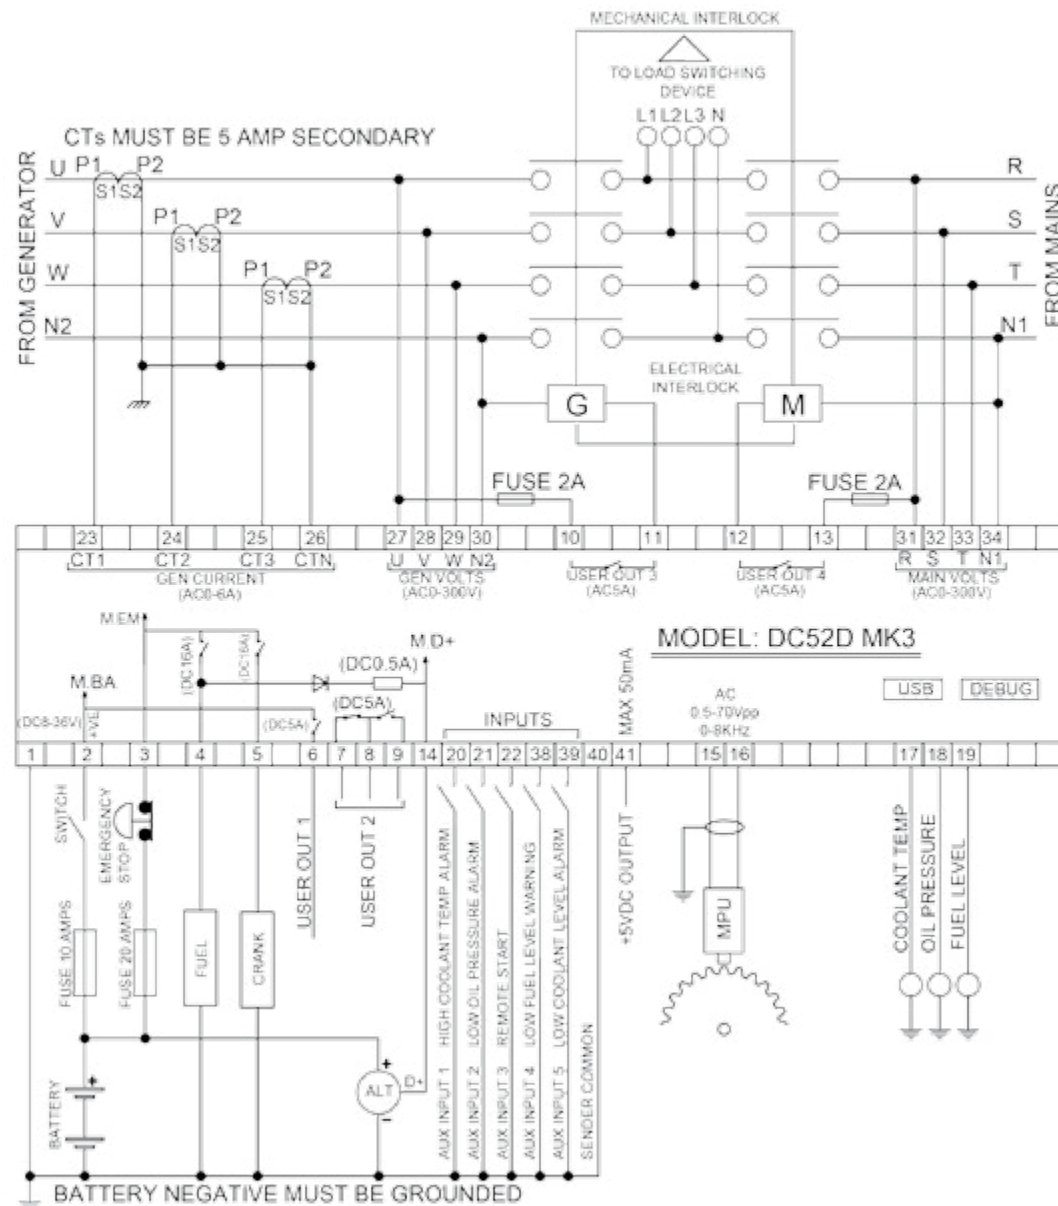 MECHANICAL INTERLOCK
TO LOAD SWITCHING
DEVICE
L1 L2 L3 N
CTs MUST BE 5 AMP SECONDARY
FROM GENERATOR
U P1 P2
S1 S2
V P1 P2
S1 S2
W P1 P2
S1 S2
N2
R
S
T
N1
FROM MAINS
ELECTRICAL
INTERLOCK
G
M
FUSE 2A
FUSE 2A
23 24 25 26 27 28 29 30 10 11 12 13 31 32 33 34
CT1 CT2 CT3 CTN U V W N2 R S T N1
GEN CURRENT
(AC0-6A)
GEN VOLTS
(AC0-300V)
USER OUT 3
(AC5A)
USER OUT 4
(AC5A)
MAIN VOLTS
(AC0-300V)
M.EM
M.BA
(DC8-36V)
+VE
(DC16A)
(DC16A)
(DC5A)
(DC0.5A)
(DC5A)
M.D+
INPUTS
MAX 50mA
MODEL: DC52D MK3
AC
0.5-70Vpp
0-8KHz
USB
DEBUG
1 2 3 4 5 6 7 8 9 14 20 21 22 38 39 40 41 15 16 17 18 19
SWITCH
FUSE 10 AMPS
EMERGENCY
STOP
FUSE 20 AMPS
FUEL
CRANK
USER OUT 1
USER OUT 2
AUX INPUT 1 HIGH COOLANT TEMP ALARM
AUX INPUT 2 LOW OIL PRESSURE ALARM
AUX INPUT 3 REMOTE START
AUX INPUT 4 LOW FUEL LEVEL WARNING
AUX INPUT 5 LOW COOLANT LEVEL ALARM
SENDER COMMON
+5VDC OUTPUT
MPU
COOLANT TEMP
OIL PRESSURE
FUEL LEVEL
BATTERY
+
+
ALT
D+
−
BATTERY NEGATIVE MUST BE GROUNDED